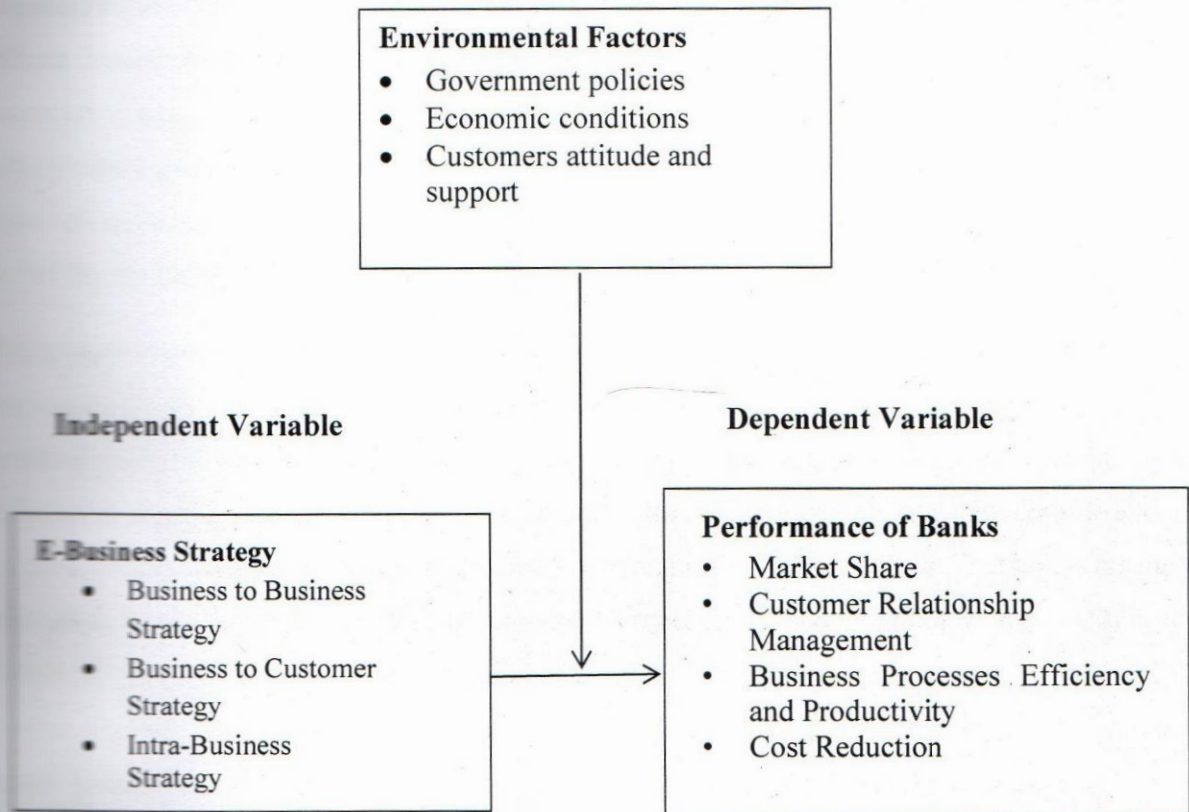 Environmental Factors
• Government policies
• Economic conditions
• Customers attitude and
support
Independent Variable
Dependent Variable
E-Business Strategy
• Business to Business
Strategy
• Business to Customer
Strategy
• Intra-Business
Strategy
Performance of Banks
• Market Share
• Customer Relationship
Management
• Business Processes Efficiency
and Productivity
• Cost Reduction